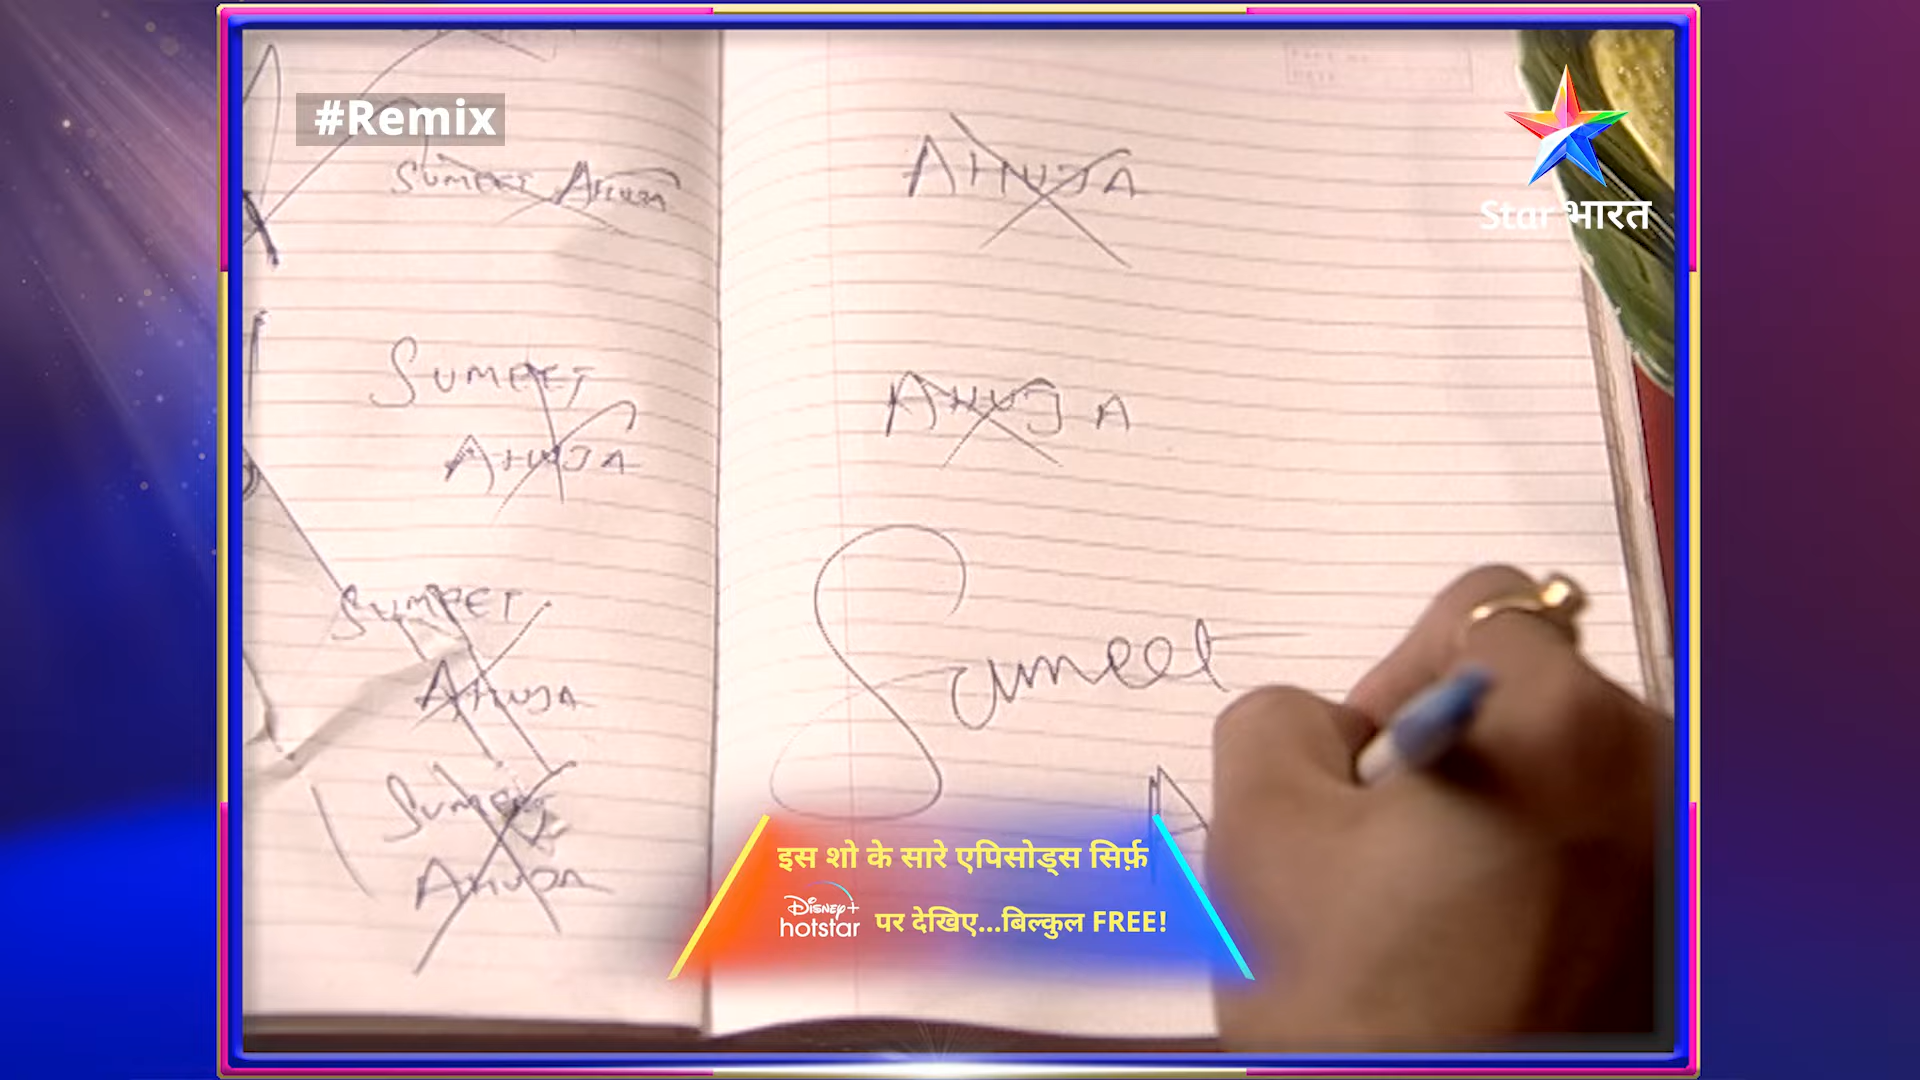 #Remix
Star भारत
SUMEET AHUJA
SUMEET
AHUJA
SUMEET
AHUJA
SUMEET
AHUJA
AHUJA
AHUJA
Sumeet
A
इस शो के सारे एपिसोड्स सिर्फ़
Disney+ hotstar पर देखिए...बिल्कुल FREE!